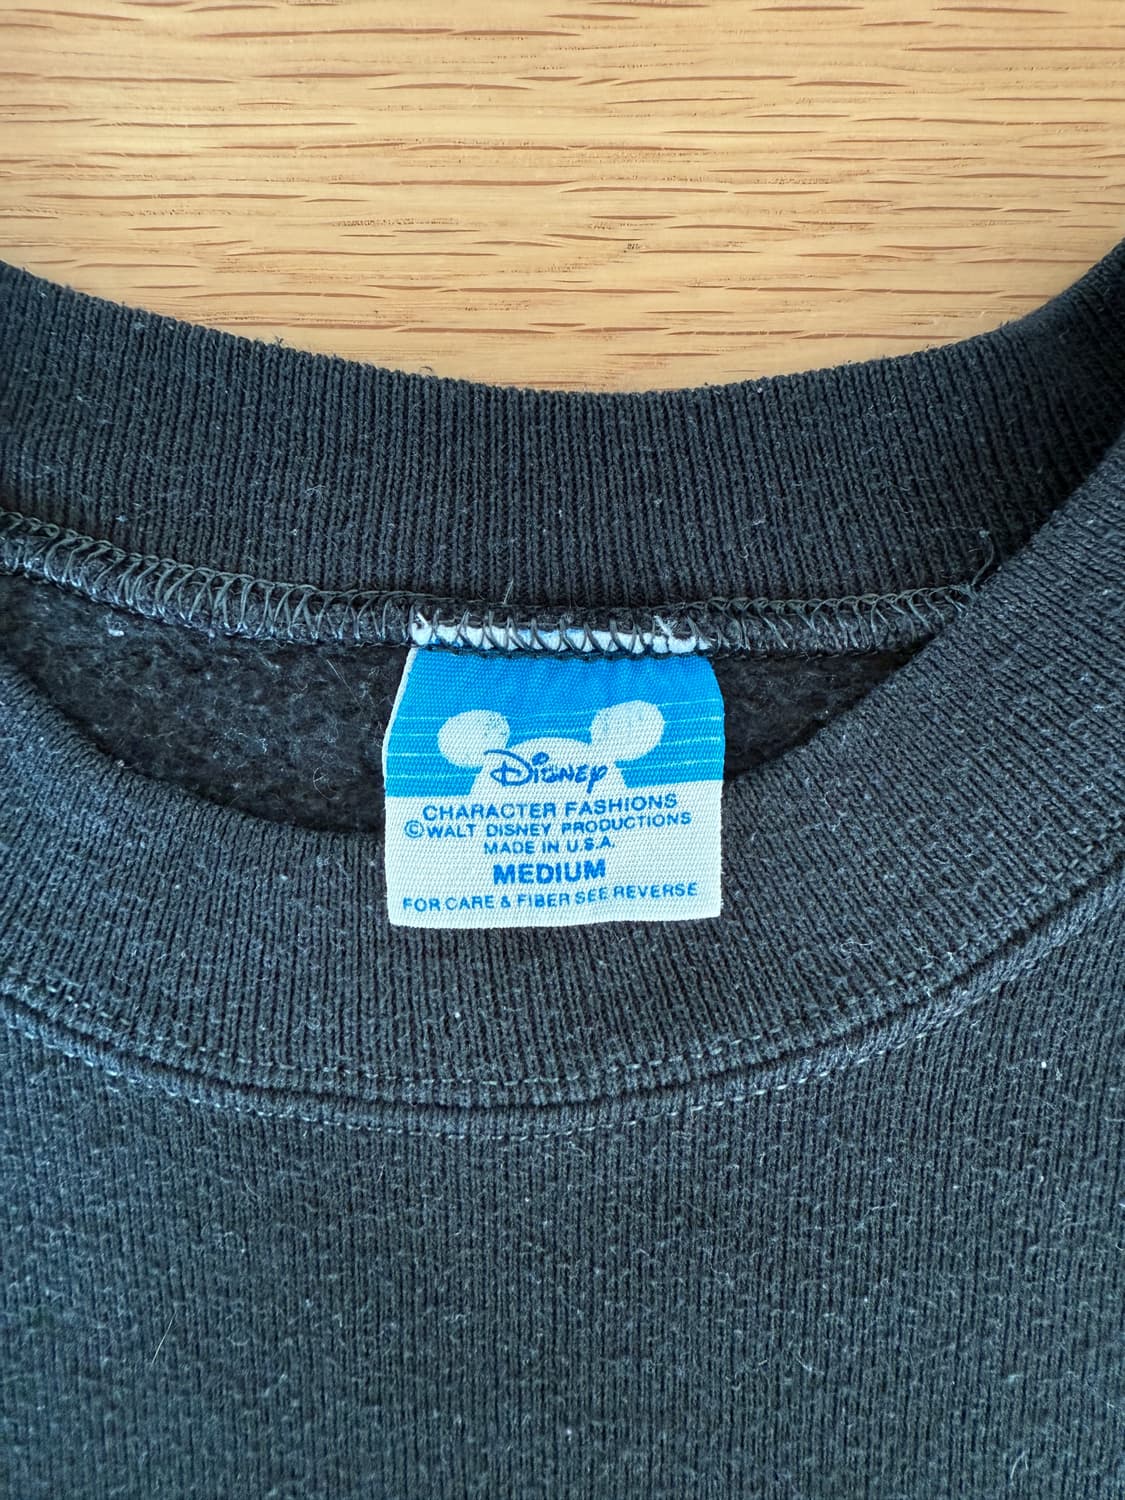 Disney
CHARACTER FASHIONS
©WALT DISNEY PRODUCTIONS
MADE IN U.S.A.
MEDIUM
FOR CARE & FIBER SEE REVERSE